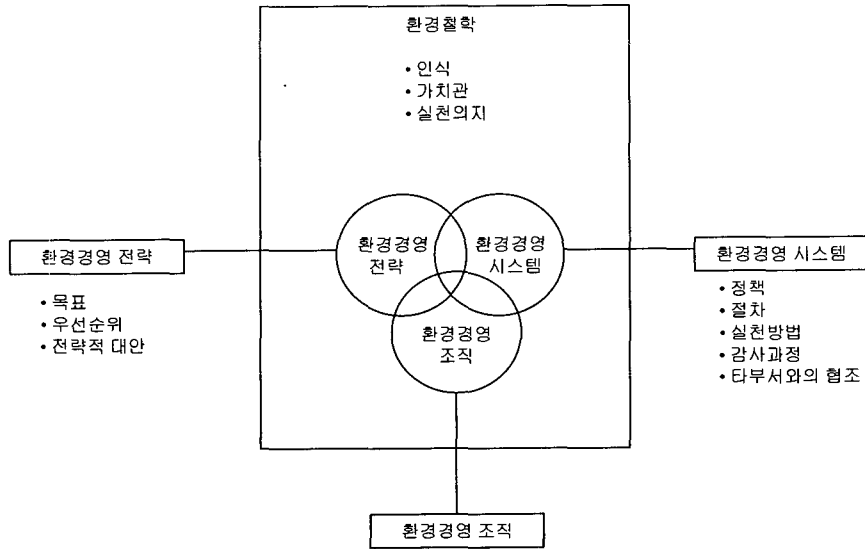 환경철학
• 인식
• 가치관
• 실천의지
환경경영
전략
환경경영
시스템
환경경영
조직
환경경영 전략
• 목표
• 우선순위
• 전략적 대안
환경경영 시스템
• 정책
• 절차
• 실천방법
• 감사과정
• 타부서와의 협조
환경경영 조직